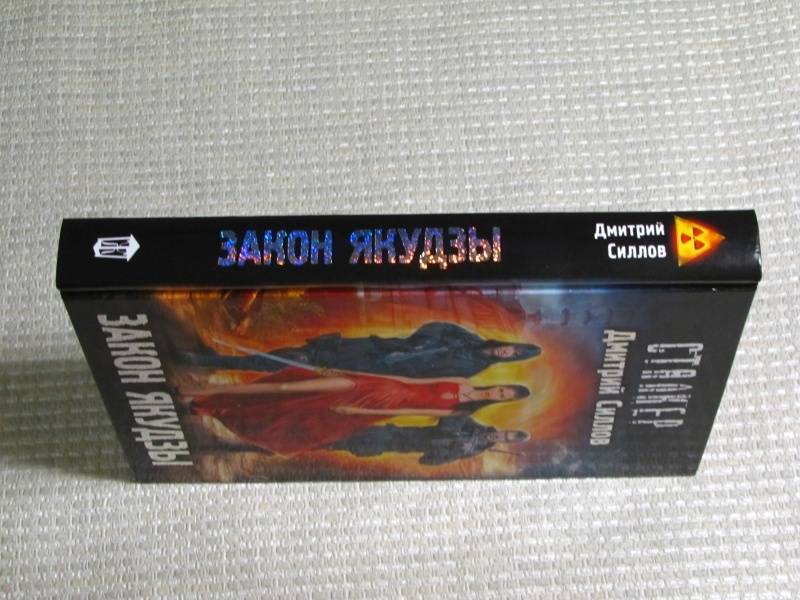 ЗАКОН ЯКУДЗЫ
Дмитрий
Силлов
СТАЛКЕР
Дмитрий Силлов
ЗАКОН ЯКУДЗЫ